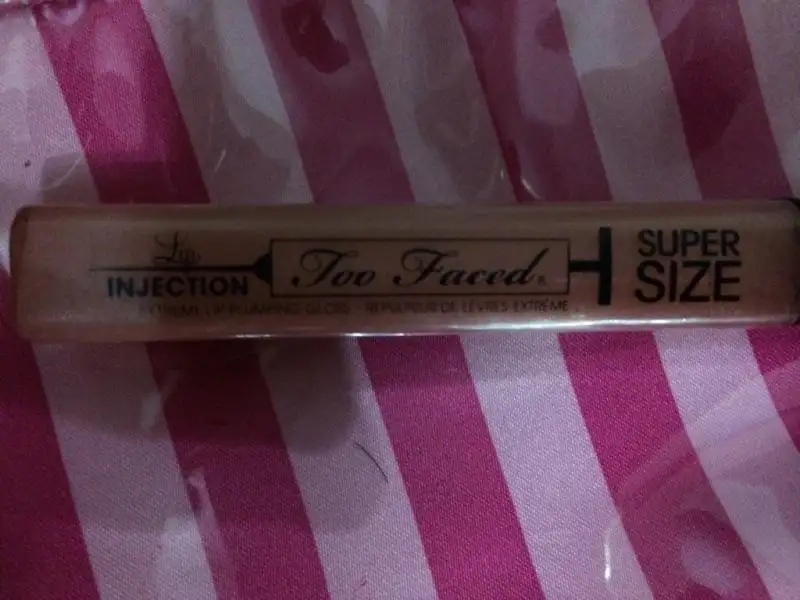 Lip
INJECTION
Too Faced®
EXTREME LIP PLUMPING GLOSS - REPULPEUR DE LÈVRES EXTRÊME
SUPER
SIZE